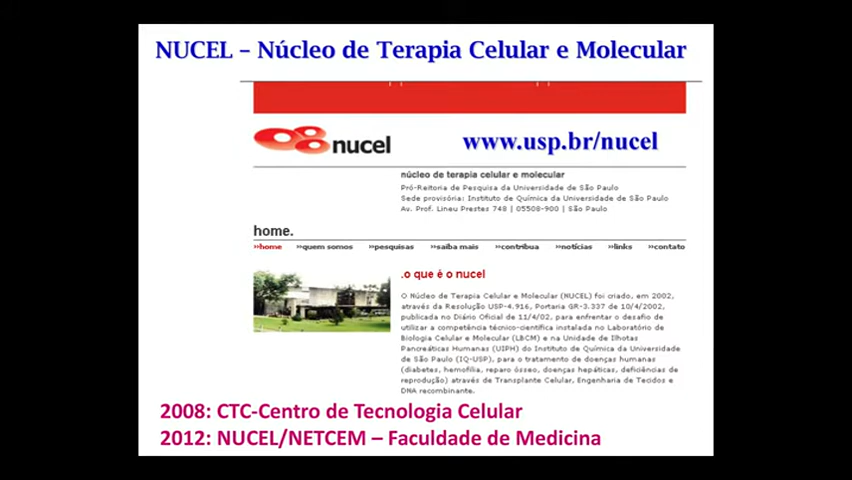 NUCEL – Núcleo de Terapia Celular e Molecular
nucel
www.usp.br/nucel
núcleo de terapia celular e molecular
Pró-Reitoria de Pesquisa da Universidade de São Paulo
Sede provisória: Instituto de Química da Universidade de São Paulo
Av. Prof. Lineu Prestes 748 | 05508-900 | São Paulo
home.
»home »quem somos »pesquisas »saiba mais »contribua »notícias »links »contato
.o que é o nucel
O Núcleo de Terapia Celular e Molecular (NUCEL) foi criado, em 2002,
através da Resolução USP-4.916, Portaria GR-3.337 de 10/4/2002,
publicada no Diário Oficial de 11/4/02, para enfrentar o desafio de
utilizar a competência técnico-científica instalada no Laboratório de
Biologia Celular e Molecular (LBCM) e na Unidade de Ilhotas
Pancreáticas Humanas (UIPH) do Instituto de Química da Universidade
de São Paulo (IQ-USP), para o tratamento de doenças humanas
(diabetes, hemofilia, reparo ósseo, doenças hepáticas, deficiências de
reprodução) através de Transplante Celular, Engenharia de Tecidos e
DNA recombinante.
2008: CTC-Centro de Tecnologia Celular
2012: NUCEL/NETCEM – Faculdade de Medicina